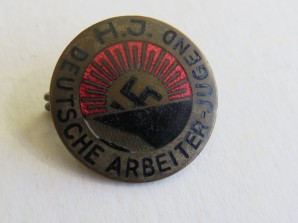 H.J.
DEUTSCHE ARBEITER-JUGEND